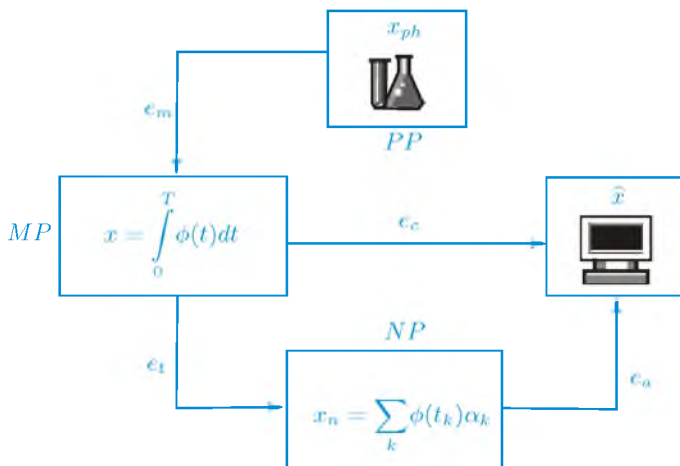 x_{ph}
e_m
PP
MP
x = \int_0^T \phi(t)dt
e_c
\hat{x}
NP
e_t
e_a
x_n = \sum_k \phi(t_k)\alpha_k